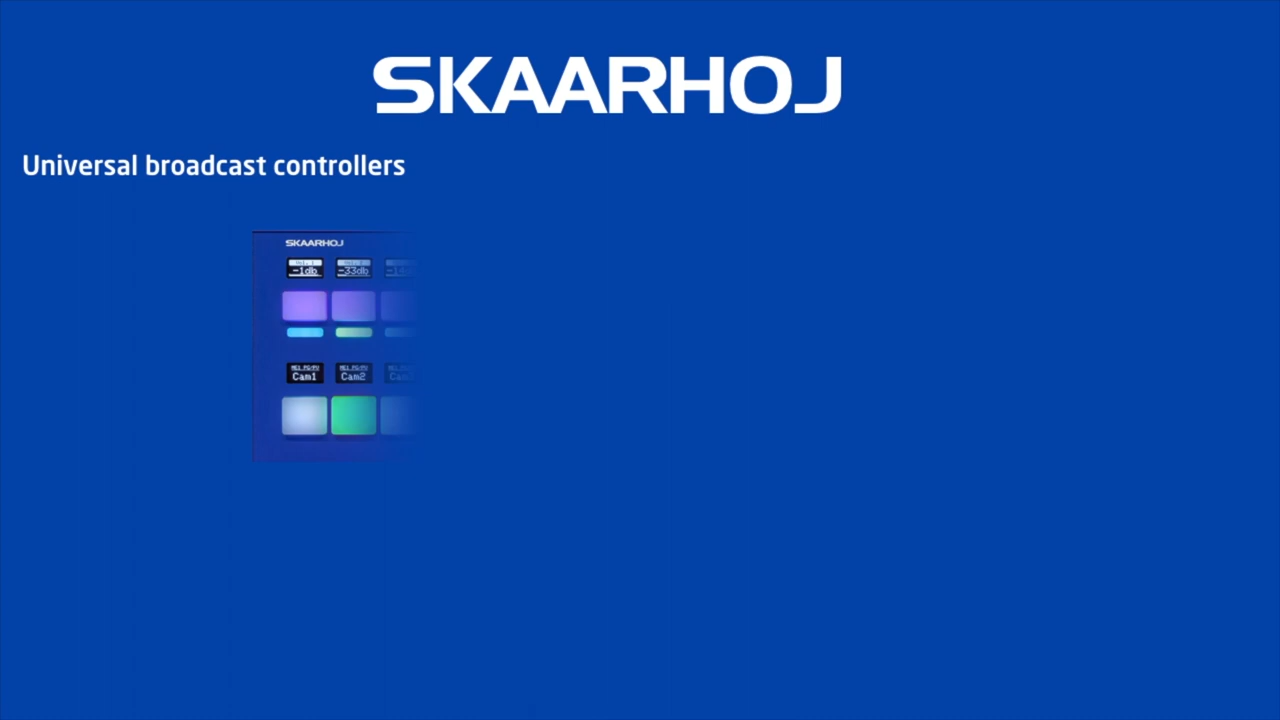 SKAARHOJ
Universal broadcast controllers
SKAARHOJ
-1db -33db
Cam1 Cam2